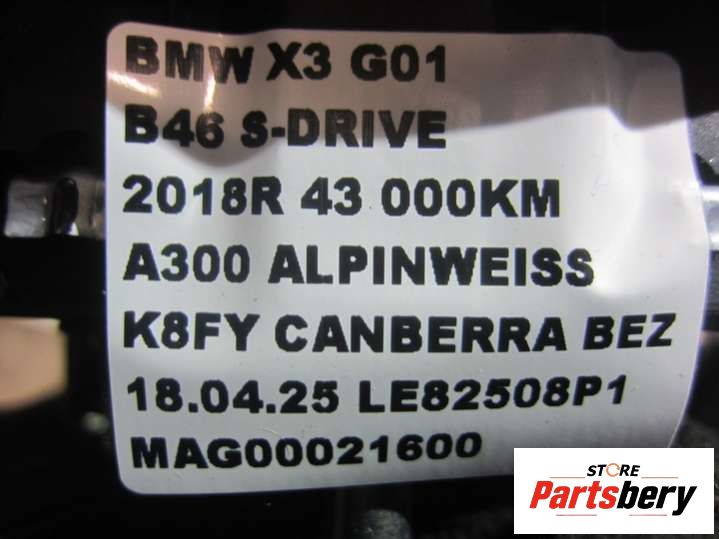 BMW X3 G01
B46 S-DRIVE
2018R 43 000KM
A300 ALPINWEISS
K8FY CANBERRA BEZ
18.04.25 LE82508P1
MAG00021600
STORE
Partsbery